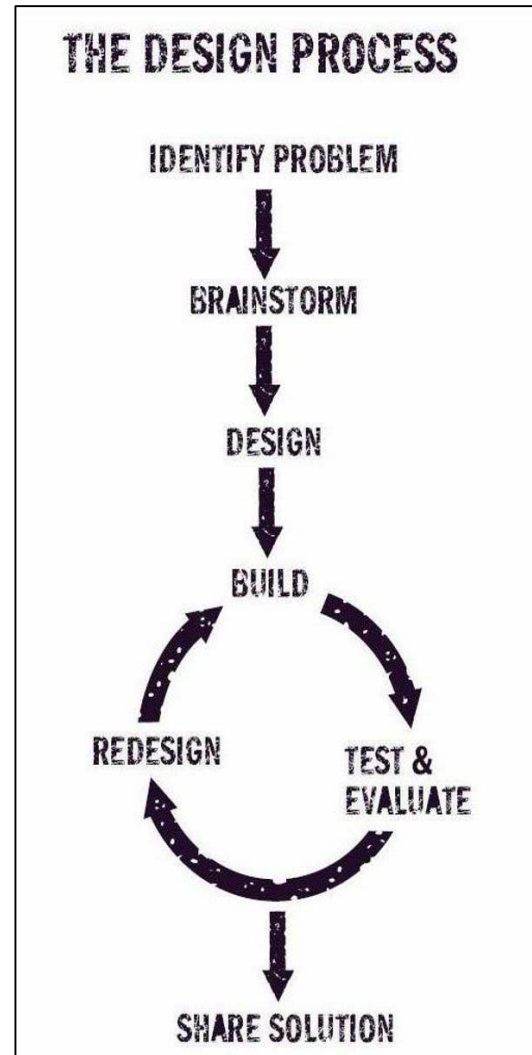 THE DESIGN PROCESS
IDENTIFY PROBLEM
BRAINSTORM
DESIGN
BUILD
REDESIGN
TEST &
EVALUATE
SHARE SOLUTION